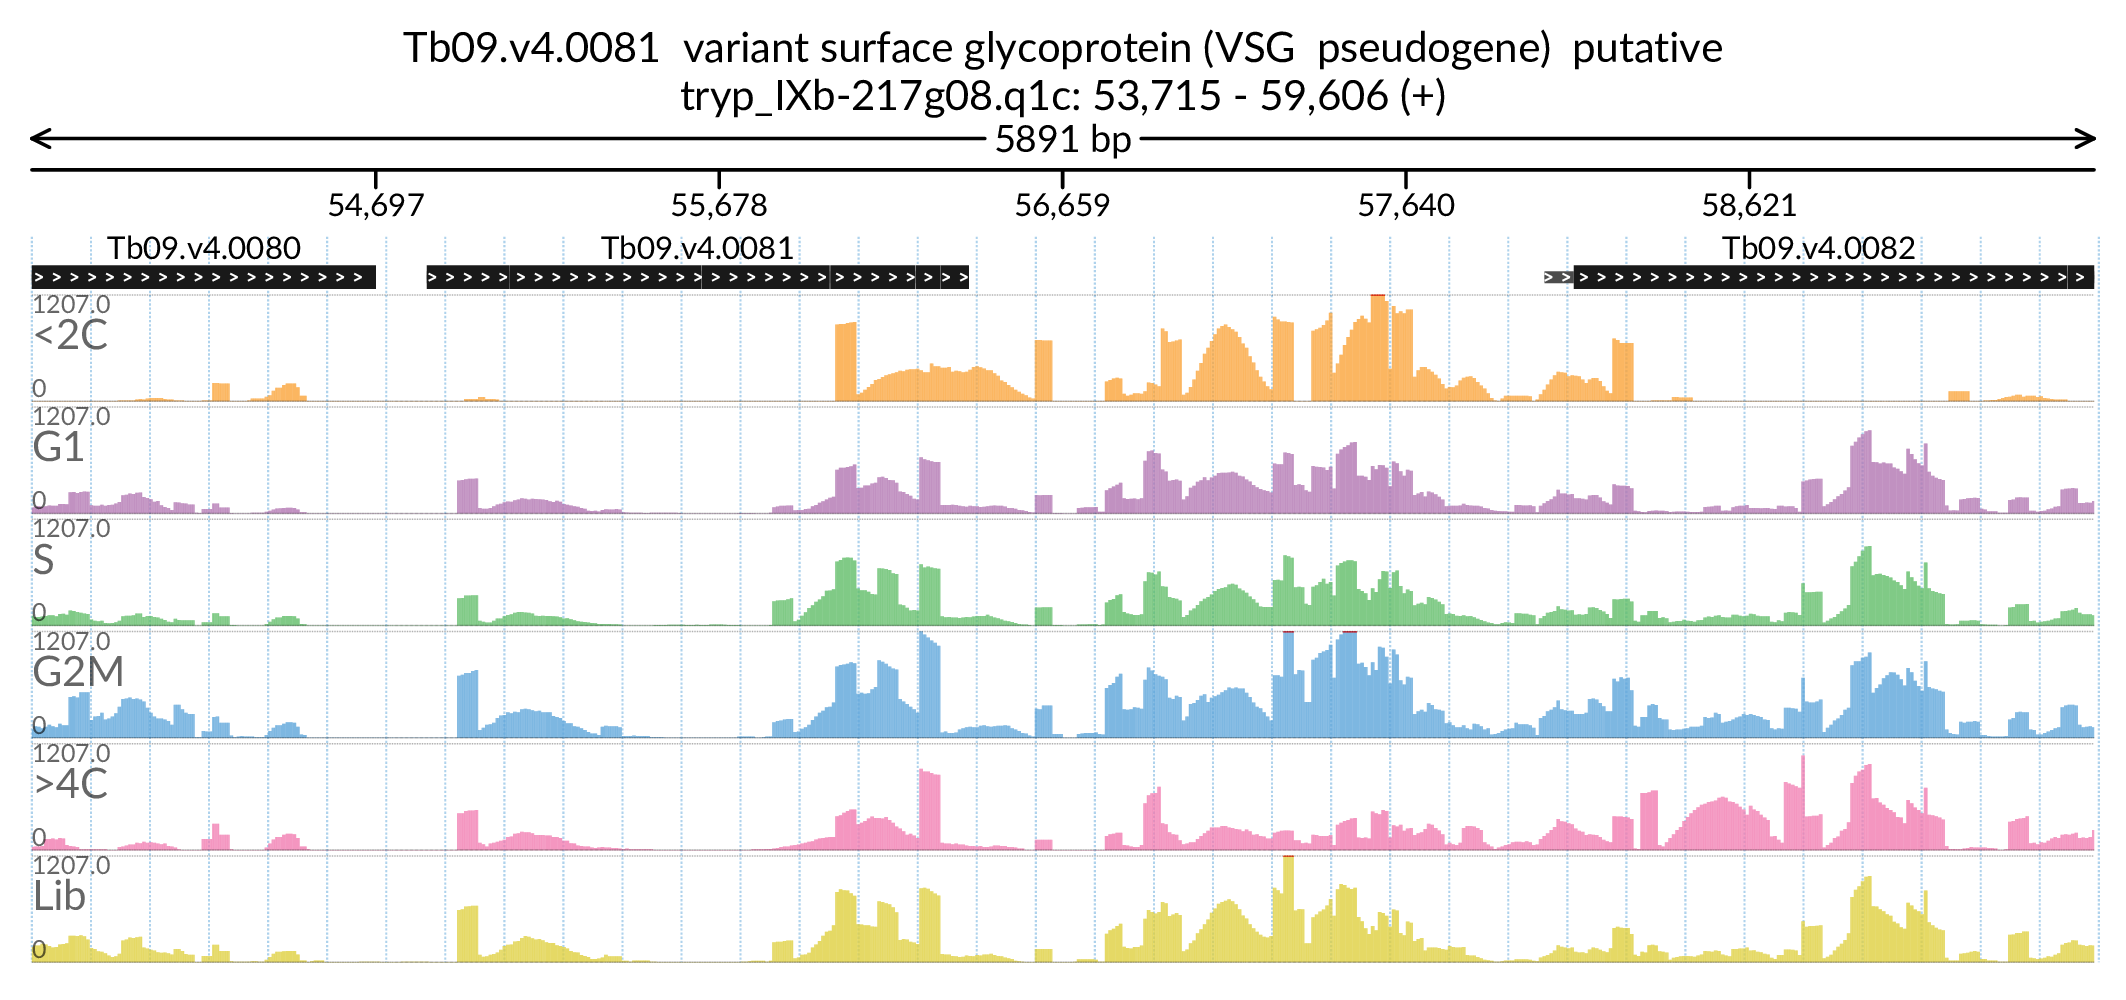 Tb09.v4.0081 variant surface glycoprotein (VSG pseudogene) putative
tryp_IXb-217g08.q1c: 53,715 - 59,606 (+)
5891 bp
54,697 55,678 56,659 57,640 58,621
Tb09.v4.0080 Tb09.v4.0081 Tb09.v4.0082
1207.0
<2C
0
1207.0
G1
0
1207.0
S
0
1207.0
G2M
0
1207.0
>4C
0
1207.0
Lib
0